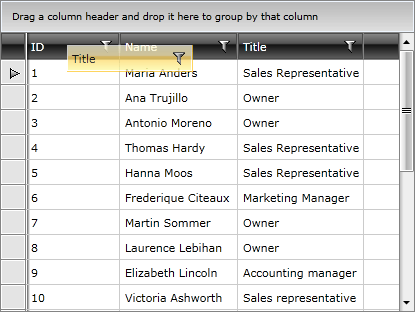 Drag a column header and drop it here to group by that column
ID Name Title
Title
1 Maria Anders Sales Representative
2 Ana Trujillo Owner
3 Antonio Moreno Owner
4 Thomas Hardy Sales Representative
5 Hanna Moos Sales Representative
6 Frederique Citeaux Marketing Manager
7 Martin Sommer Owner
8 Laurence Lebihan Owner
9 Elizabeth Lincoln Accounting manager
10 Victoria Ashworth Sales representative